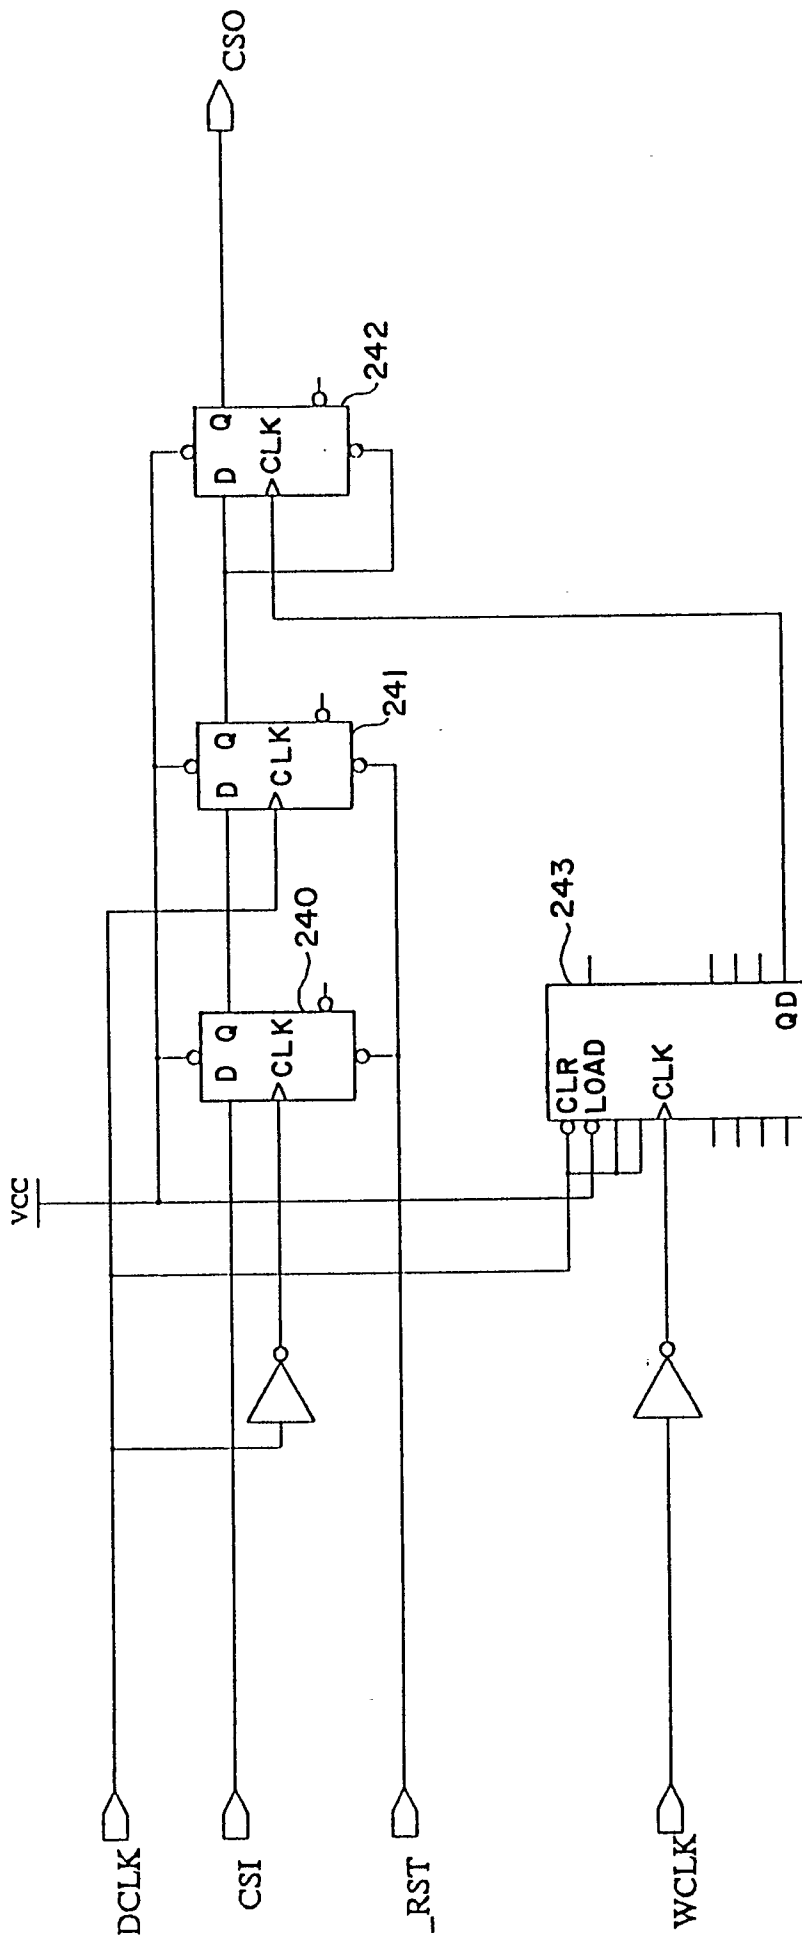 VCC
DCLK
CSI
_RST
WCLK
D Q
CLK
240
D Q
CLK
241
D Q
CLK
242
CSO
CLR
LOAD
CLK
QD
243